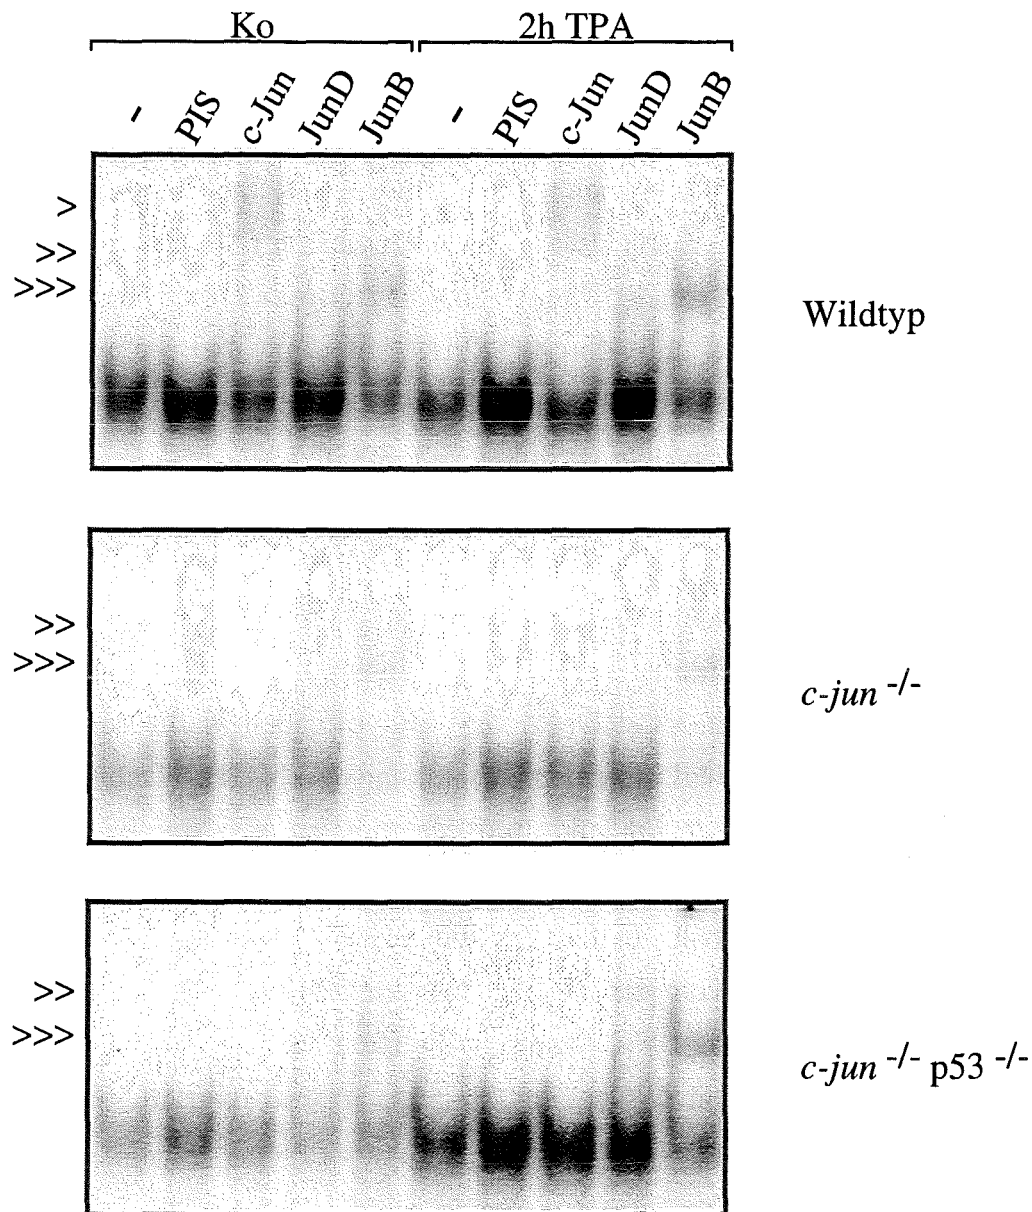 Ko 2h TPA
- PIS c-Jun JunD JunB - PIS c-Jun JunD JunB
>
>>
>>>
Wildtyp
>>
>>>
c-jun -/-
>>
>>>
c-jun -/- p53 -/-